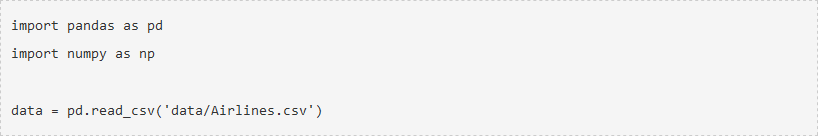 import pandas as pd
import numpy as np
data = pd.read_csv('data/Airlines.csv')